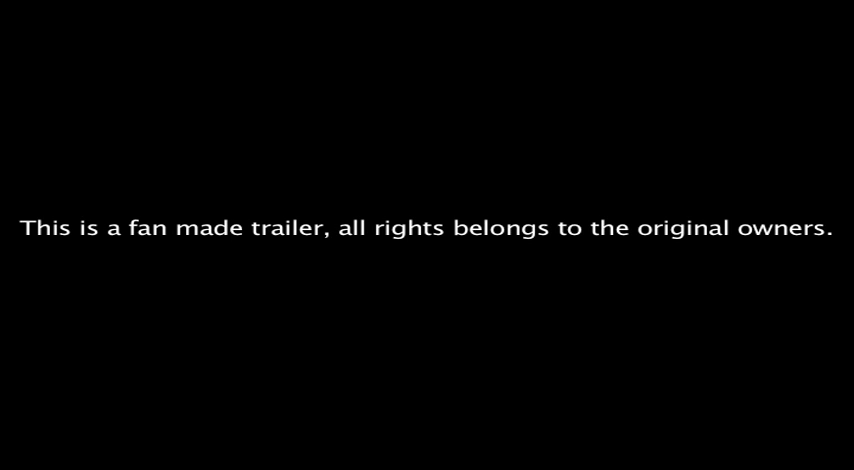 This is a fan made trailer, all rights belongs to the original owners.